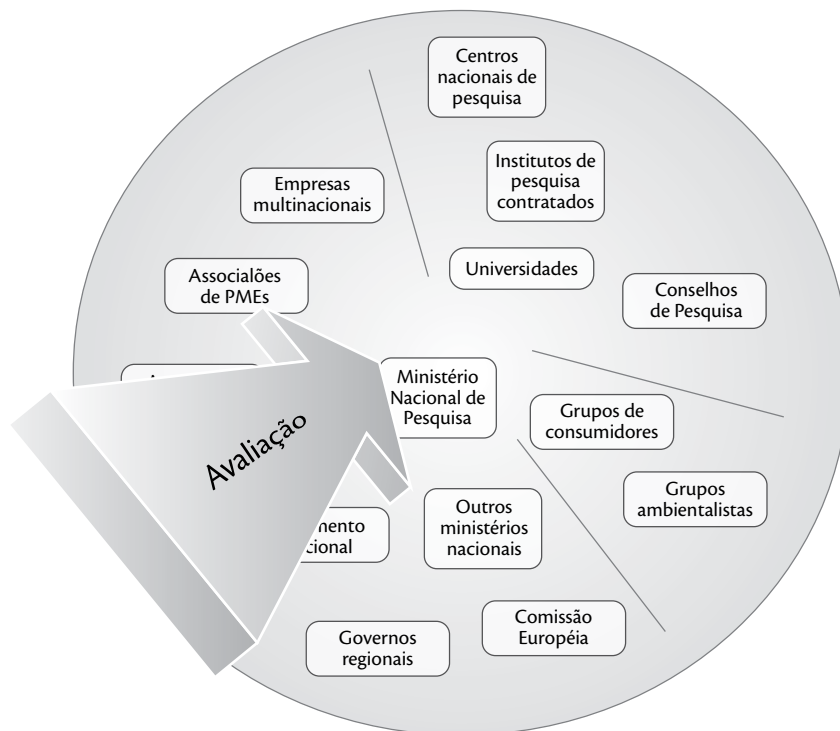 Centros
nacionais de
pesquisa
Institutos de
pesquisa
contratados
Empresas
multinacionais
Universidades
Associalões
de PMEs
Conselhos
de Pesquisa
Ministério
Nacional de
Pesquisa
Grupos de
consumidores
Avaliação
Grupos
ambientalistas
Outros
ministérios
nacionais
Comissão
Européia
Governos
regionais